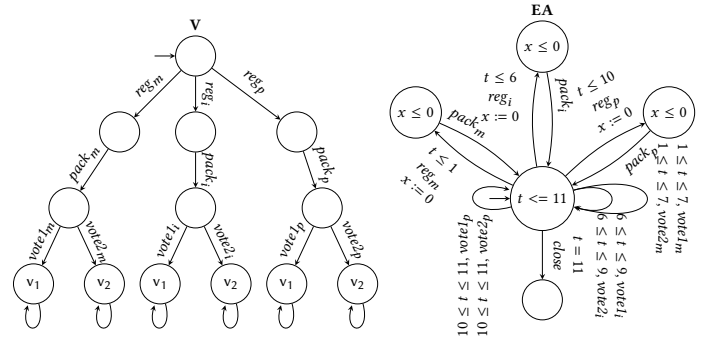 V
reg_m
reg_i
reg_p
pack_m
pack_i
pack_p
vote1_m
vote2_m
vote1_i
vote2_i
vote1_p
vote2_p
v_1
v_2
v_1
v_2
v_1
v_2
EA
x ≤ 0
t ≤ 6
reg_i
x := 0
pack_i
t ≤ 10
reg_p
x := 0
x ≤ 0
x ≤ 0
pack_m
t ≤ 1
reg_m
x := 0
pack_p
1 ≤ t ≤ 7, vote1_m
1 ≤ t ≤ 7, vote2_m
t <= 11
10 ≤ t ≤ 11, vote1_p
10 ≤ t ≤ 11, vote2_p
close
t = 11
6 ≤ t ≤ 9, vote1_i
6 ≤ t ≤ 9, vote2_i